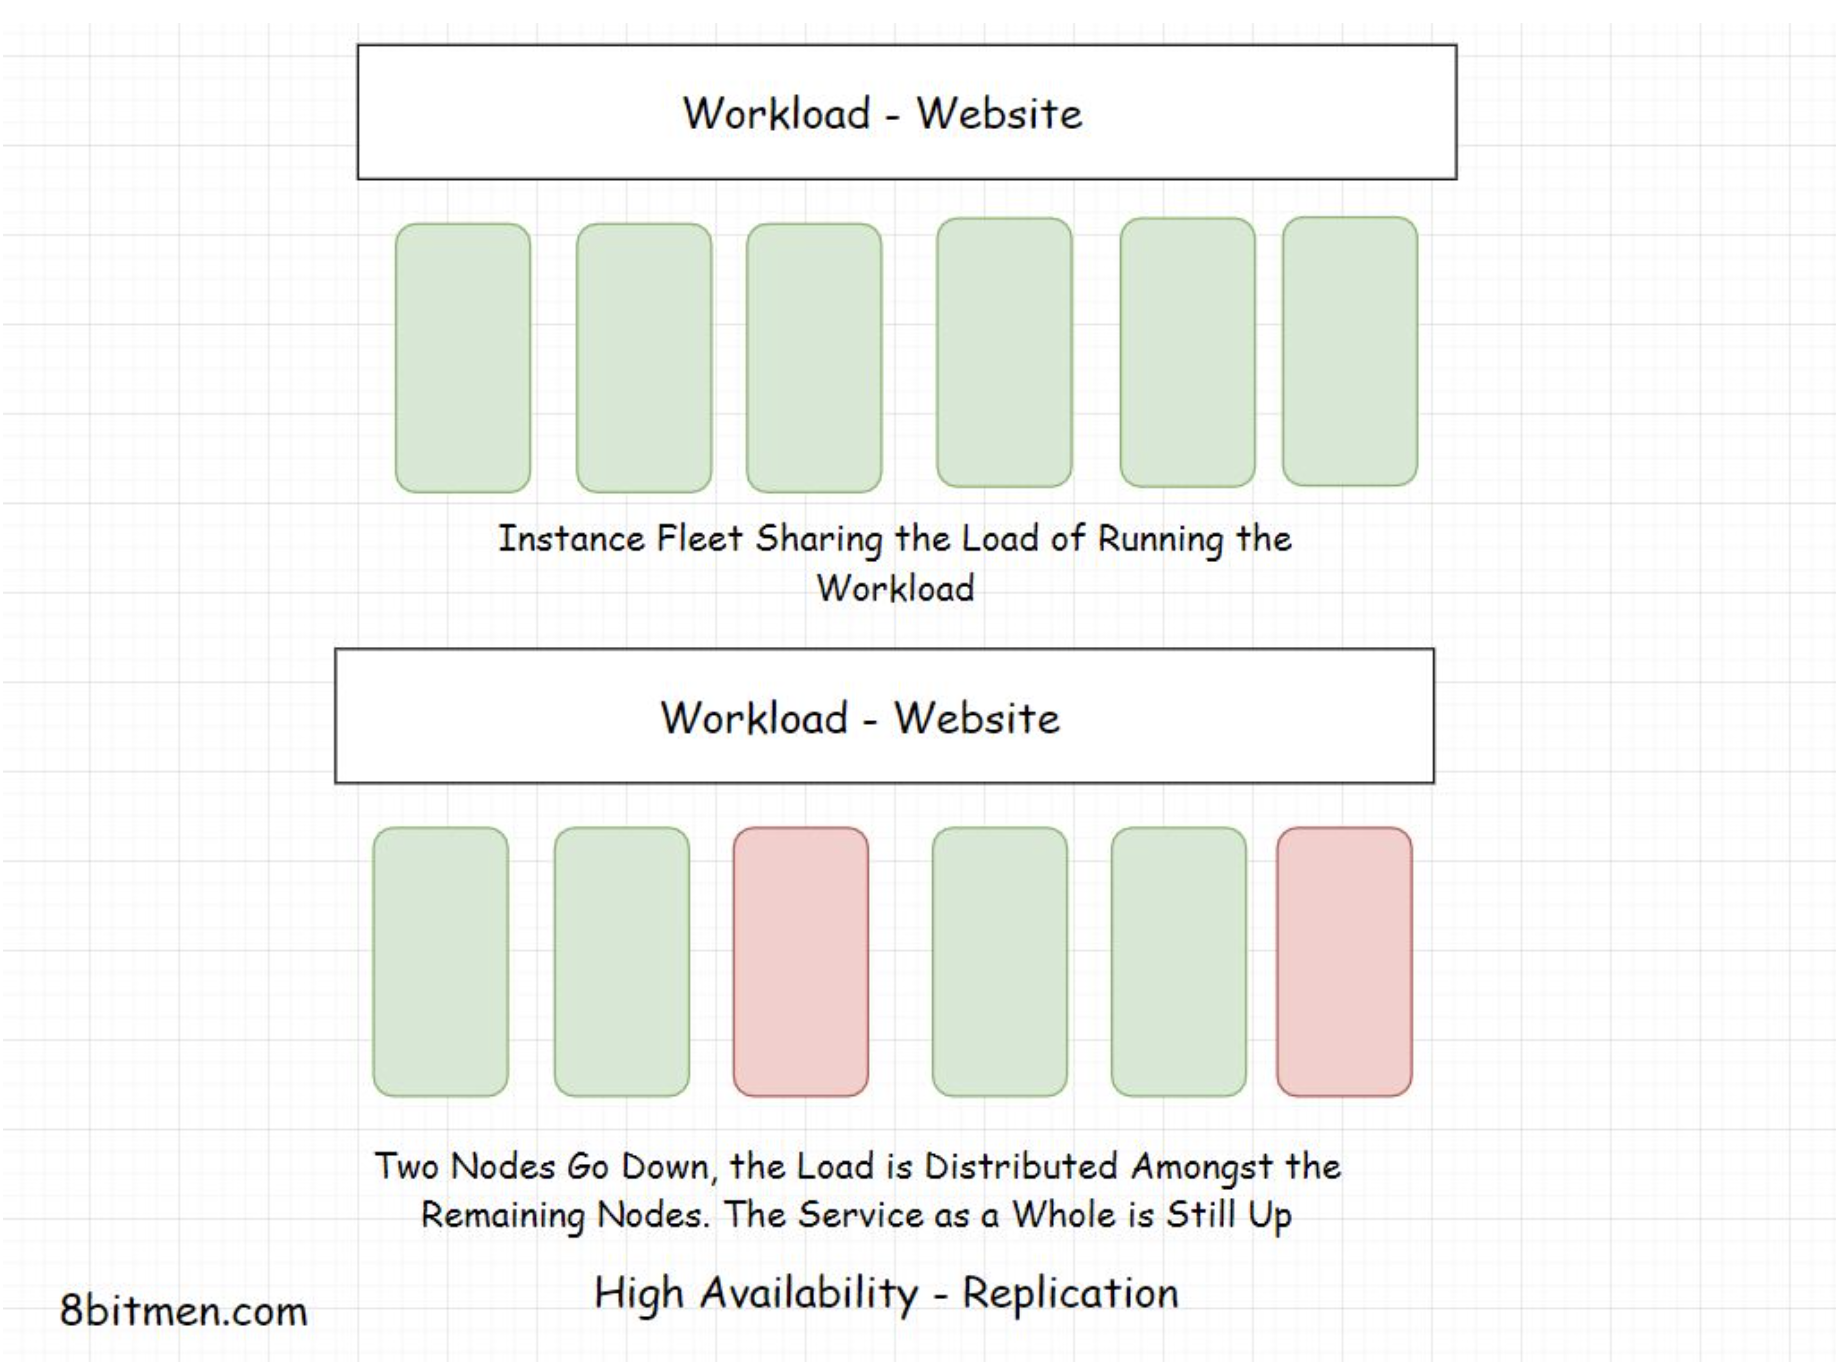 Workload - Website
Instance Fleet Sharing the Load of Running the
Workload
Workload - Website
Two Nodes Go Down, the Load is Distributed Amongst the
Remaining Nodes. The Service as a Whole is Still Up
High Availability - Replication
8bitmen.com